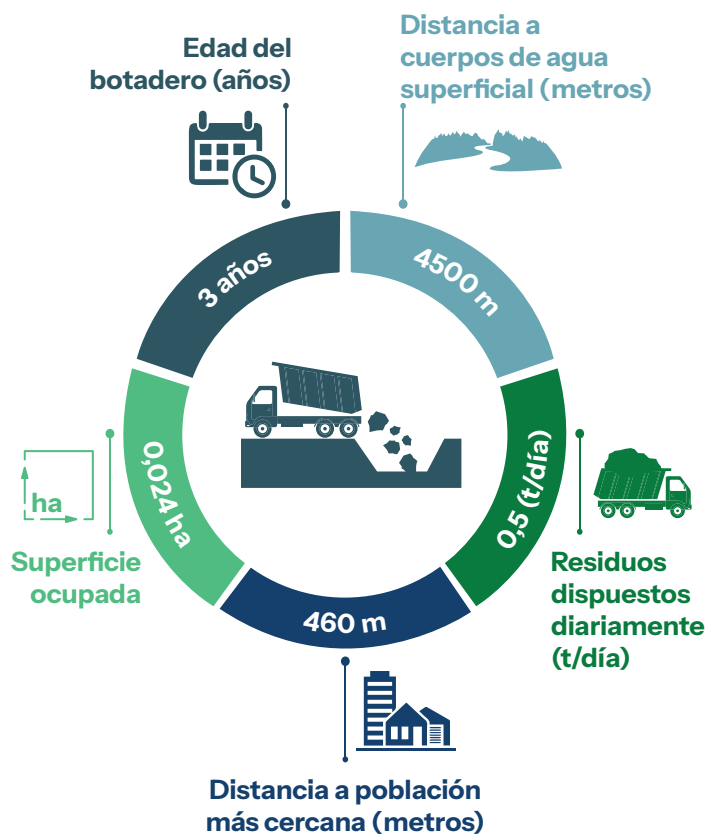 Edad del
botadero (años)
Distancia a
cuerpos de agua
superficial (metros)
3 años
4500 m
0,024 ha
0,5 (t/día)
460 m
ha
Superficie
ocupada
Residuos
dispuestos
diariamente
(t/día)
Distancia a población
más cercana (metros)